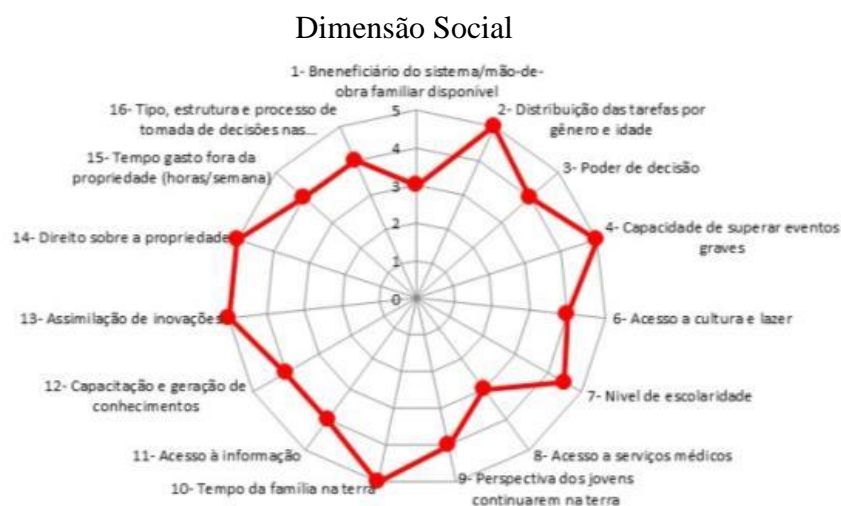 Dimensão Social
1- Bneneficiário do sistema/mão-de-
obra familiar disponível
2- Distribuição das tarefas por
gênero e idade
3- Poder de decisão
4- Capacidade de superar eventos
graves
6- Acesso a cultura e lazer
7- Nivel de escolaridade
8- Acesso a serviços médicos
9- Perspectiva dos jovens
continuarem na terra
10- Tempo da família na terra
11- Acesso à informação
12- Capacitação e geração de
conhecimentos
13- Assimilação de inovações
14- Direito sobre a propriedade
15- Tempo gasto fora da
propriedade (horas/semana)
16- Tipo, estrutura e processo de
tomada de decisões nas...
5
4
3
2
1
0